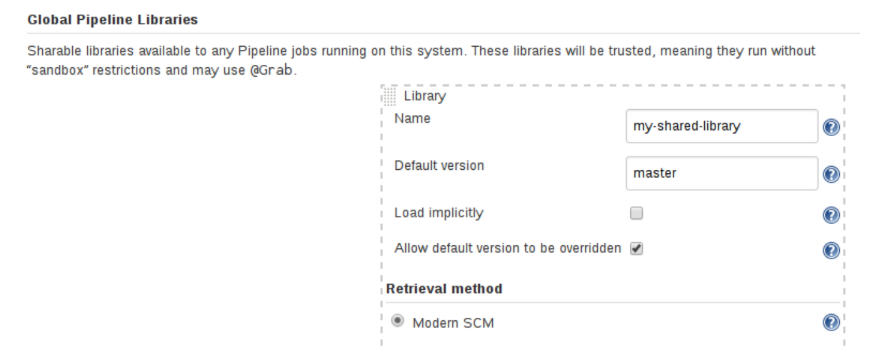 Global Pipeline Libraries
Sharable libraries available to any Pipeline jobs running on this system. These libraries will be trusted, meaning they run without
“sandbox” restrictions and may use @Grab.
Library
Name
my-shared-library
Default version
master
Load implicitly
Allow default version to be overridden
Retrieval method
Modern SCM